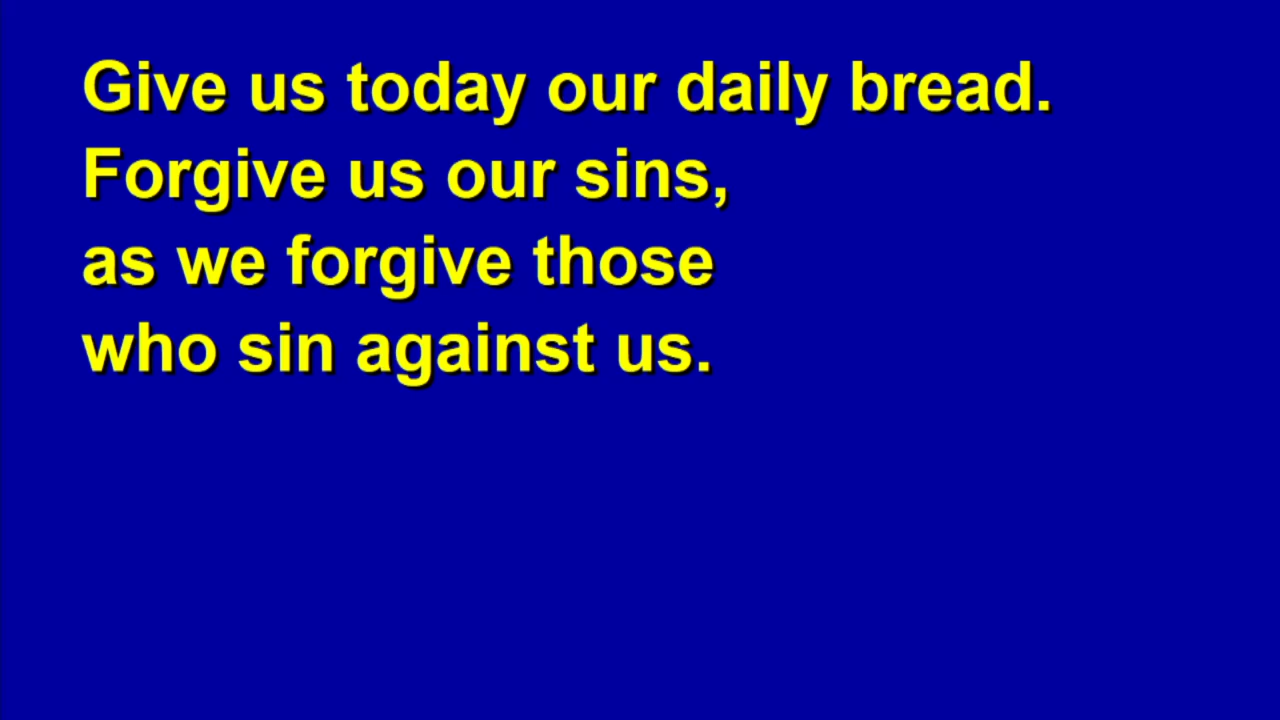 Give us today our daily bread.
Forgive us our sins,
as we forgive those
who sin against us.